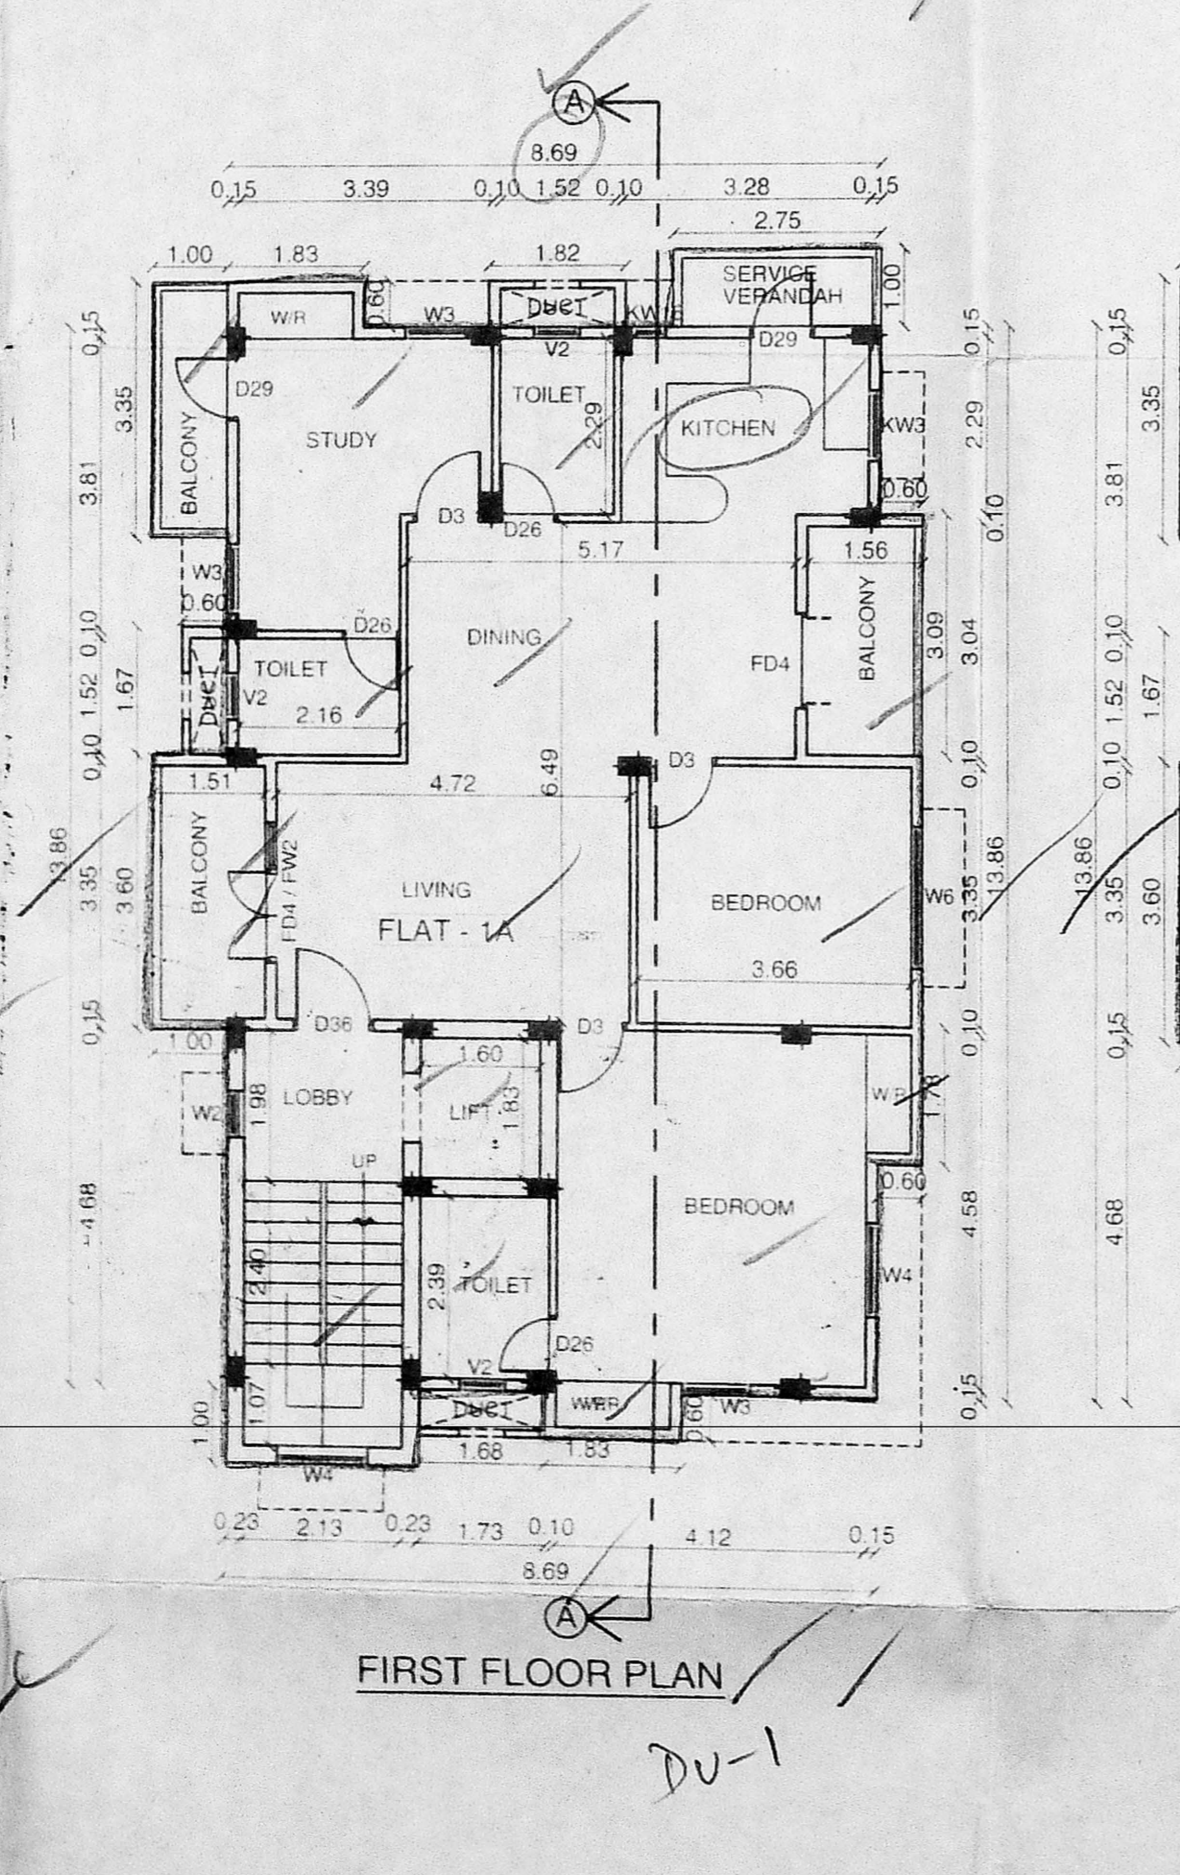 A
8.69
0.15 3.39 0.10 1.52 0.10 3.28 0.15
2.75
1.00 1.83 1.82
SERVICE
VERANDAH
1.00
0.60
W/R
W3
DUCT
D29
V2
0.15
0.15
0.15
D29
TOILET
2.29
KITCHEN
KW3
2.29
3.35
3.35
STUDY
BALCONY
3.81
3.81
0.60
D3
D26
0.10
5.17
1.56
W3
0.60
D26
DINING
BALCONY
3.09
3.04
0.10
0.10
TOILET
FD4
DUCT
V2
1.52
1.67
1.52
1.67
2.16
0.10
D3
0.10
0.10
1.51
4.72
6.49
13.86
3.35
3.60
BALCONY
FD4 / FW2
LIVING
FLAT - 1A
BEDROOM
W6
3.35
13.86
13.86
3.35
3.60
3.66
0.15
D36
D3
0.10
0.15
1.00
1.60
W2
1.98
LOBBY
LIFT
1.83
W/R
UP
4.68
0.60
BEDROOM
4.58
4.68
2.40
2.39
TOILET
W4
D26
V2
1.00
1.07
DUCT
0.60
W3
0.15
1.68
1.83
W4
0.23 2.13 0.23 1.73 0.10 4.12 0.15
8.69
A
FIRST FLOOR PLAN
DU-1